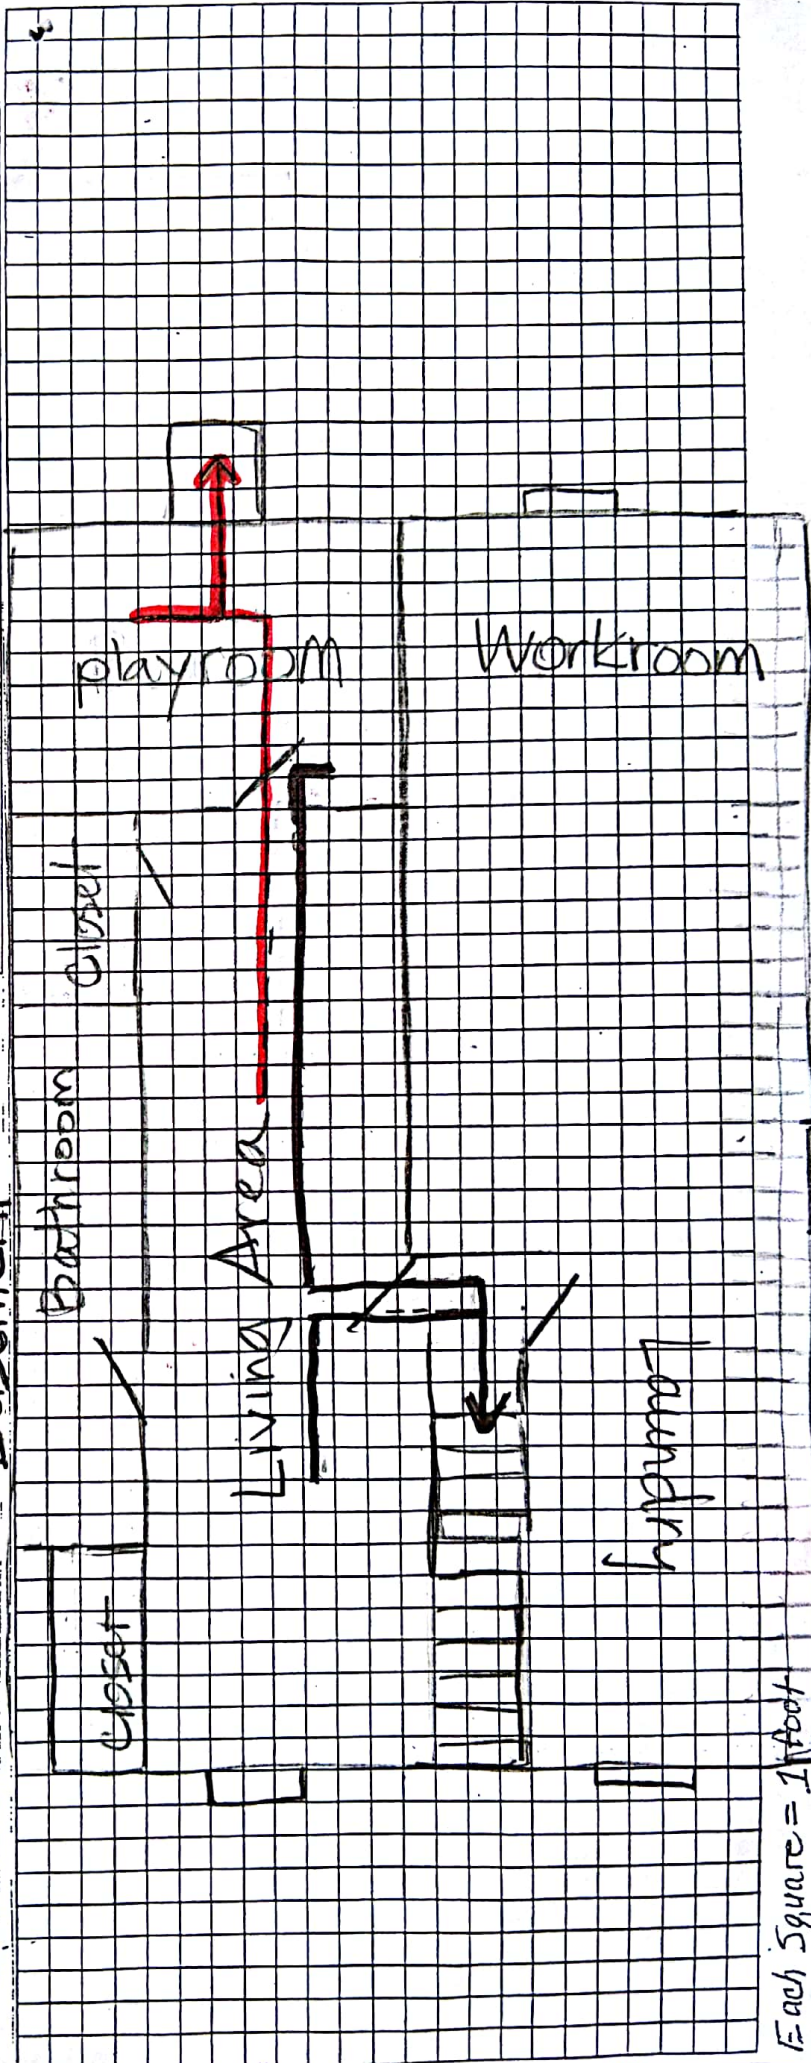 playroom
Workroom
Closet
Bathroom
Living Area
Laundry
Closet
Each Square = 1 foot